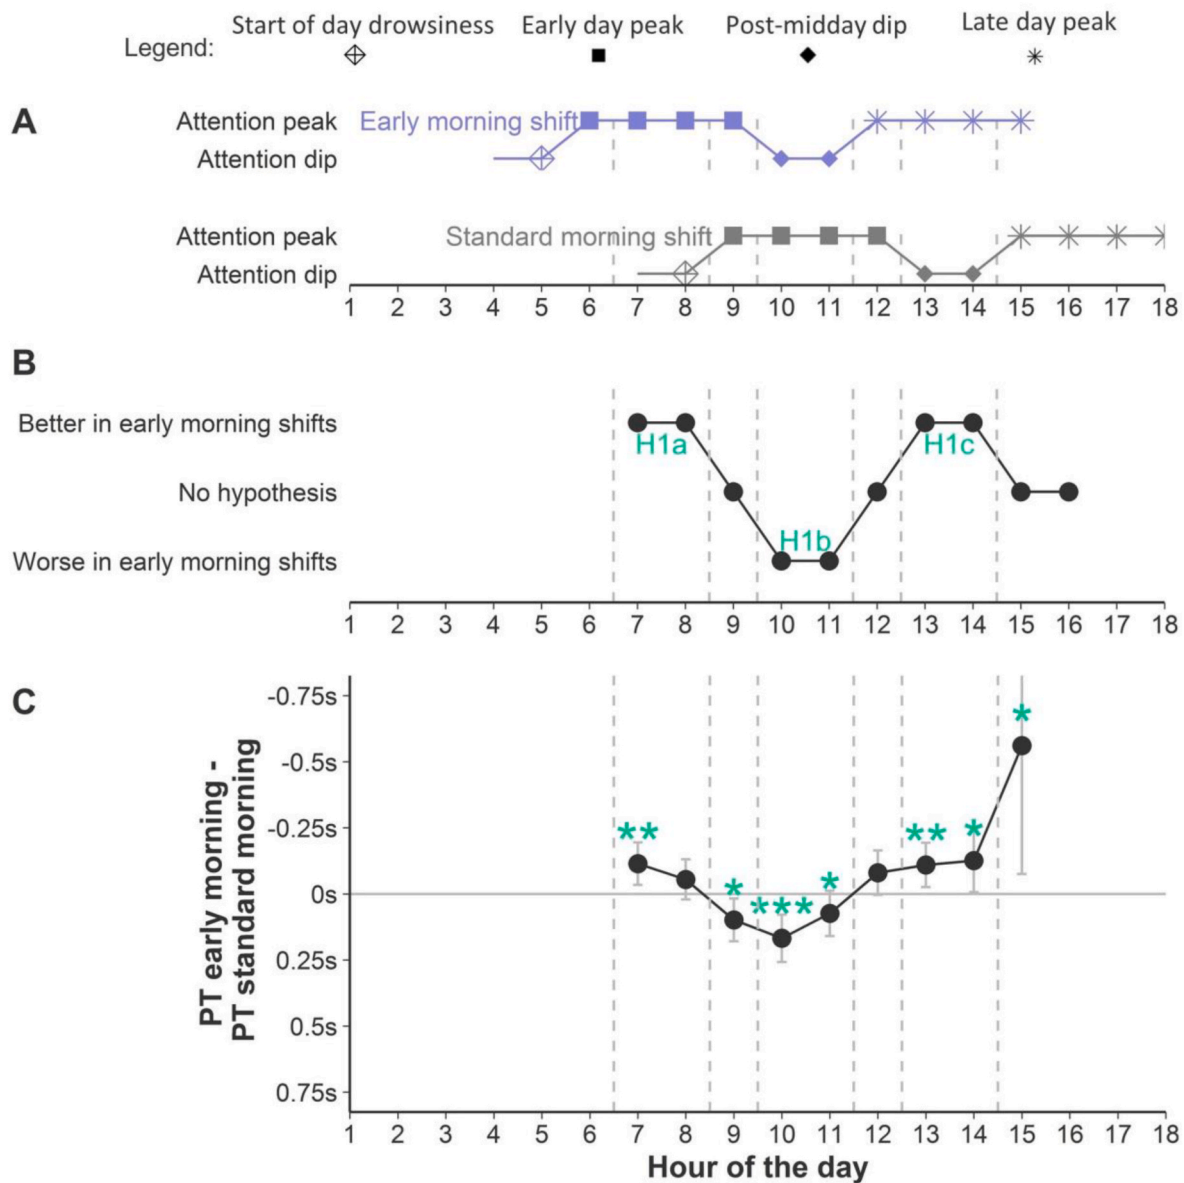 Start of day drowsiness Early day peak Post-midday dip Late day peak
Legend:
A
Attention peak Early morning shift
Attention dip
Attention peak Standard morning shift
Attention dip
1 2 3 4 5 6 7 8 9 10 11 12 13 14 15 16 17 18
B
Better in early morning shifts
H1a H1c
No hypothesis
H1b
Worse in early morning shifts
1 2 3 4 5 6 7 8 9 10 11 12 13 14 15 16 17 18
C
-0.75s
*
-0.5s
-0.25s
** ** *
* *** *
0s
0.25s
0.5s
0.75s
PT early morning -
PT standard morning
1 2 3 4 5 6 7 8 9 10 11 12 13 14 15 16 17 18
Hour of the day